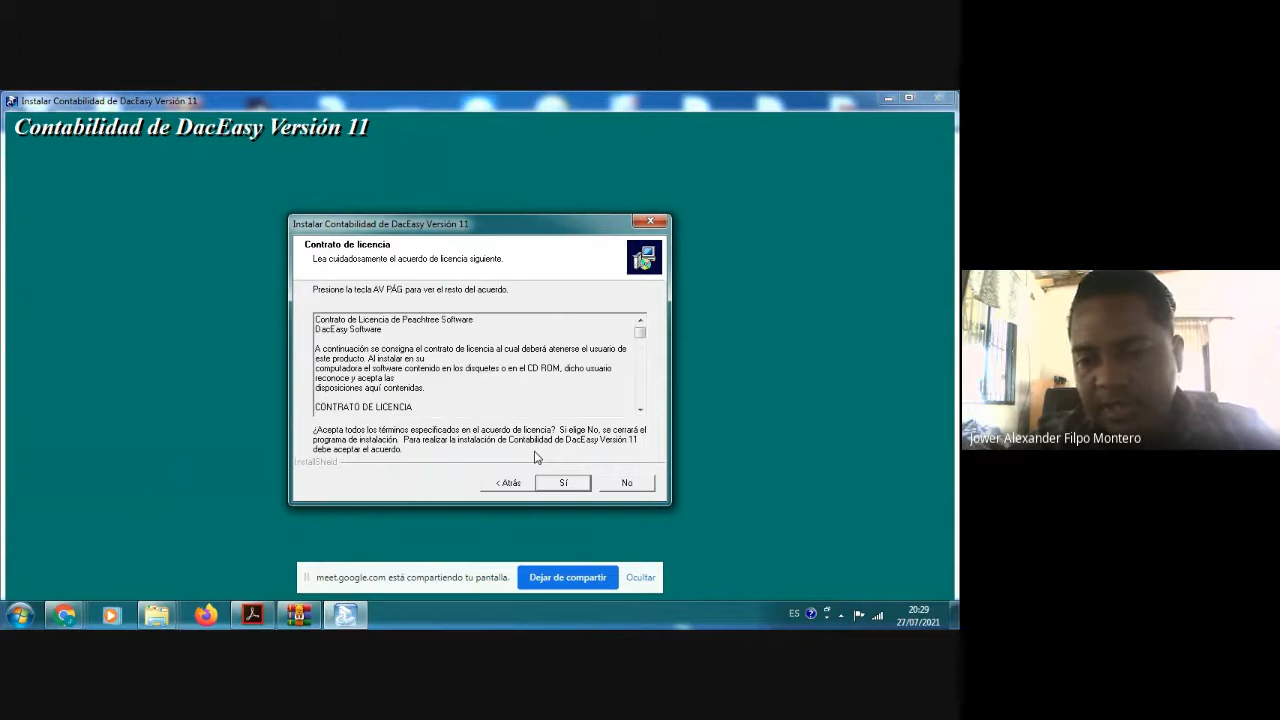 Instalar Contabilidad de DacEasy Versión 11
Contabilidad de DacEasy Versión 11
Instalar Contabilidad de DacEasy Versión 11
Contrato de licencia
Lea cuidadosamente el acuerdo de licencia siguiente.
Presione la tecla AV PÁG para ver el resto del acuerdo.
Contrato de Licencia de Peachtree Software
DacEasy Software
A continuación se consigna el contrato de licencia al cual deberá atenerse el usuario de
este producto. Al instalar en su
computadora el software contenido en los disquetes o en el CD ROM, dicho usuario
reconoce y acepta las
disposiciones aquí contenidas.
CONTRATO DE LICENCIA
¿Acepta todos los términos especificados en el acuerdo de licencia? Si elige No, se cerrará el
programa de instalación. Para realizar la instalación de Contabilidad de DacEasy Versión 11
debe aceptar el acuerdo.
InstallShield
< Atrás
Sí
No
meet.google.com está compartiendo tu pantalla.
Dejar de compartir
Ocultar
ES
20:29
27/07/2021
Jower Alexander Filpo Montero